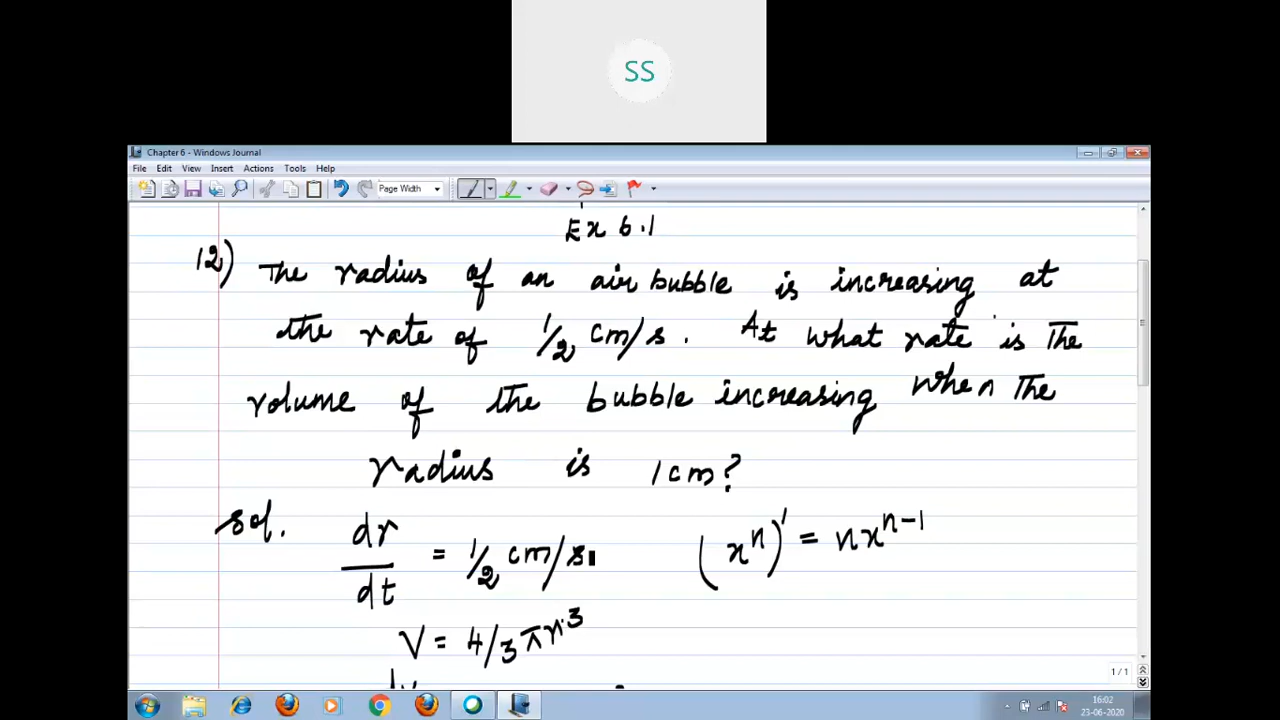 SS
Chapter 6 - Windows Journal
File Edit View Insert Actions Tools Help
Page Width
Ex 6.1
12) The radius of an air bubble is increasing at
the rate of 1/2 cm/s. At what rate is the
volume of the bubble increasing when the
radius is 1cm?
sol. dr/dt = 1/2 cm/s (x^n)' = nx^{n-1}
V = 4/3 πr^3
1/1
16:02
23-06-2020